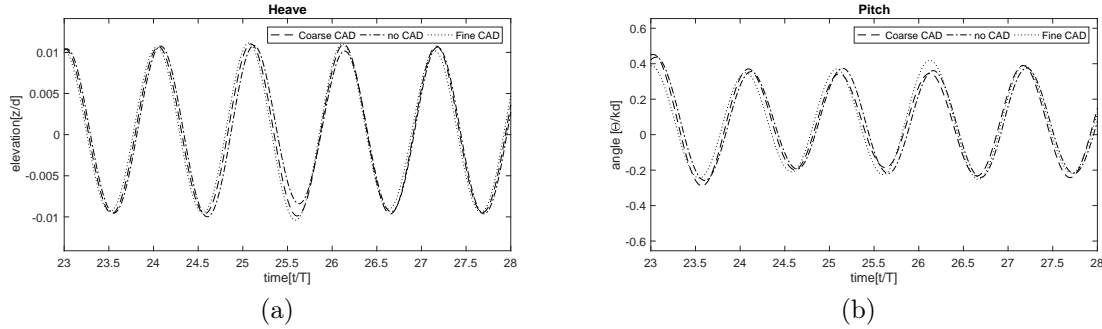 Heave
Coarse CAD no CAD Fine CAD
0.01
0.005
0
-0.005
-0.01
elevation[z/d]
23 23.5 24 24.5 25 25.5 26 26.5 27 27.5 28
time[t/T]
(a)
Pitch
Coarse CAD no CAD Fine CAD
0.6
0.4
0.2
0
-0.2
-0.4
-0.6
angle [Θ/kd]
23 23.5 24 24.5 25 25.5 26 26.5 27 27.5 28
time[t/T]
(b)